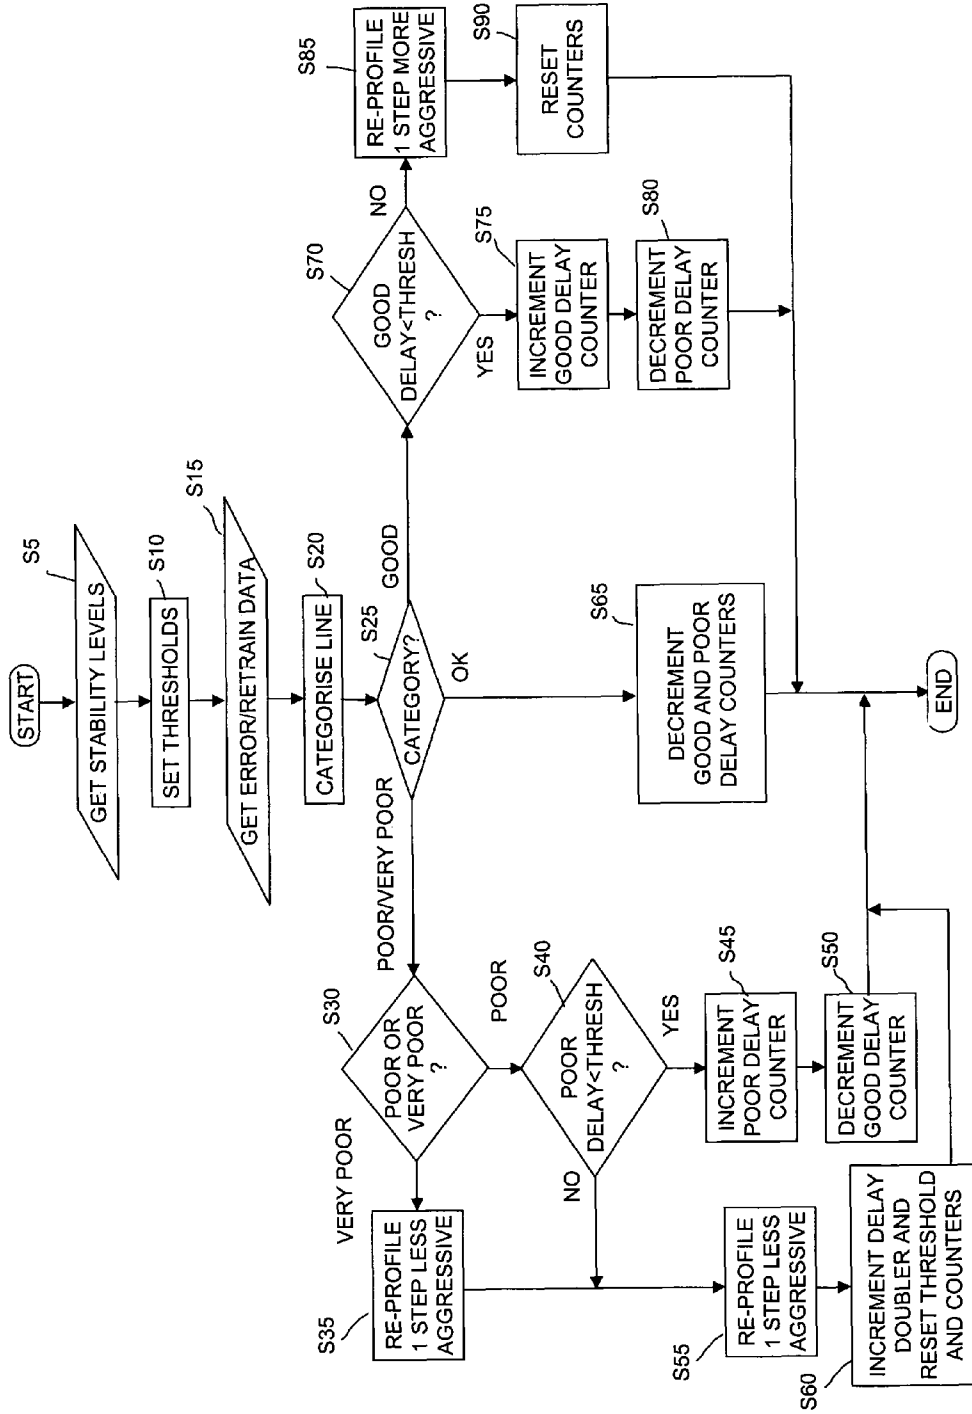 START
S5
GET STABILITY LEVELS
S10
SET THRESHOLDS
S15
GET ERROR/RETRAIN DATA
S20
CATEGORISE LINE
S25
CATEGORY?
POOR/VERY POOR
OK
GOOD
S30
POOR OR
VERY POOR
?
VERY POOR
POOR
S35
RE-PROFILE
1 STEP LESS
AGGRESSIVE
S40
POOR
DELAY<THRESH
?
NO
YES
S45
INCREMENT
POOR DELAY
COUNTER
S50
DECREMENT
GOOD DELAY
COUNTER
S55
RE-PROFILE
1 STEP LESS
AGGRESSIVE
S60
INCREMENT DELAY
DOUBLER AND
RESET THRESHOLD
AND COUNTERS
S65
DECREMENT
GOOD AND POOR
DELAY COUNTERS
S70
GOOD
DELAY<THRESH
?
NO
YES
S75
INCREMENT
GOOD DELAY
COUNTER
S80
DECREMENT
POOR DELAY
COUNTER
S85
RE-PROFILE
1 STEP MORE
AGGRESSIVE
S90
RESET
COUNTERS
END